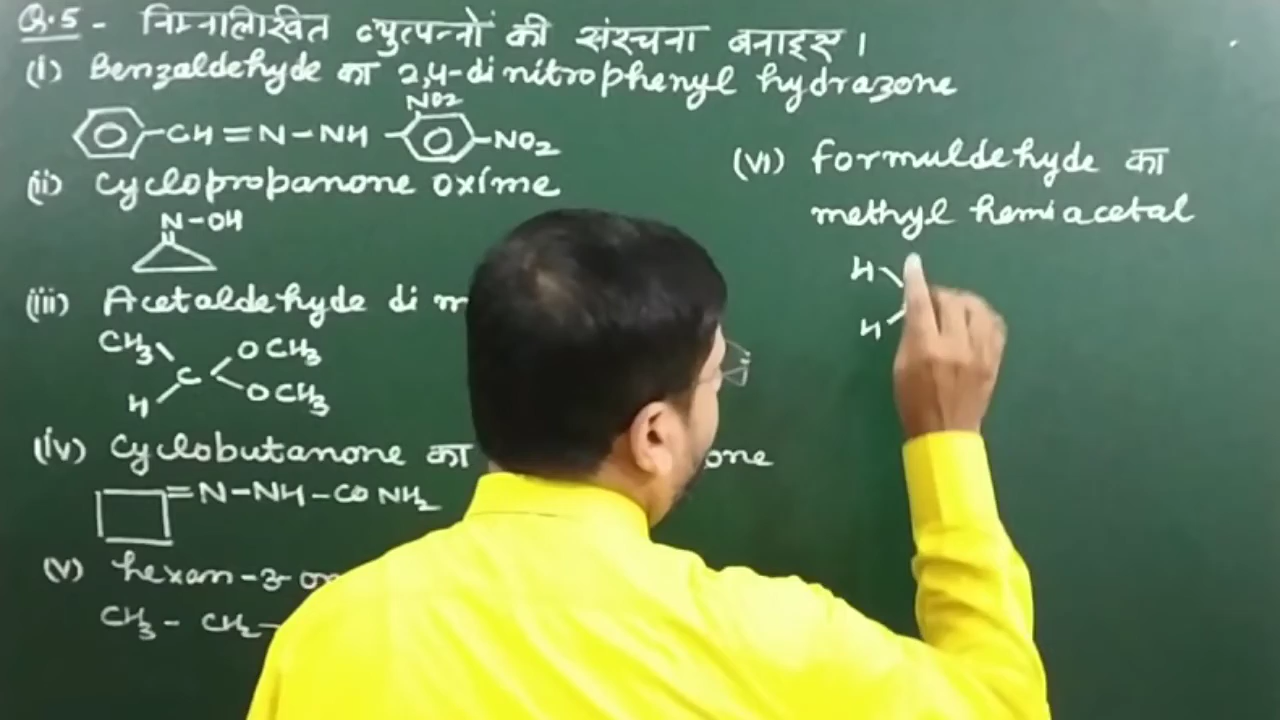 Q.5 - निम्नलिखित व्युत्पन्नों की संरचना बनाइए।
(i) Benzaldehyde का 2,4-dinitrophenyl hydrazone
NO2
CH=N-NH NO2
(ii) Cyclopropanone oxime
N-OH
(iii) Acetaldehyde di
CH3 OCH3
C
H OCH3
(iv) Cyclobutanone का
=N-NH-CONH2
(v) hexan-3-
CH3-CH2-
(vi) formuldehyde का
methyl hemiacetal
H
H